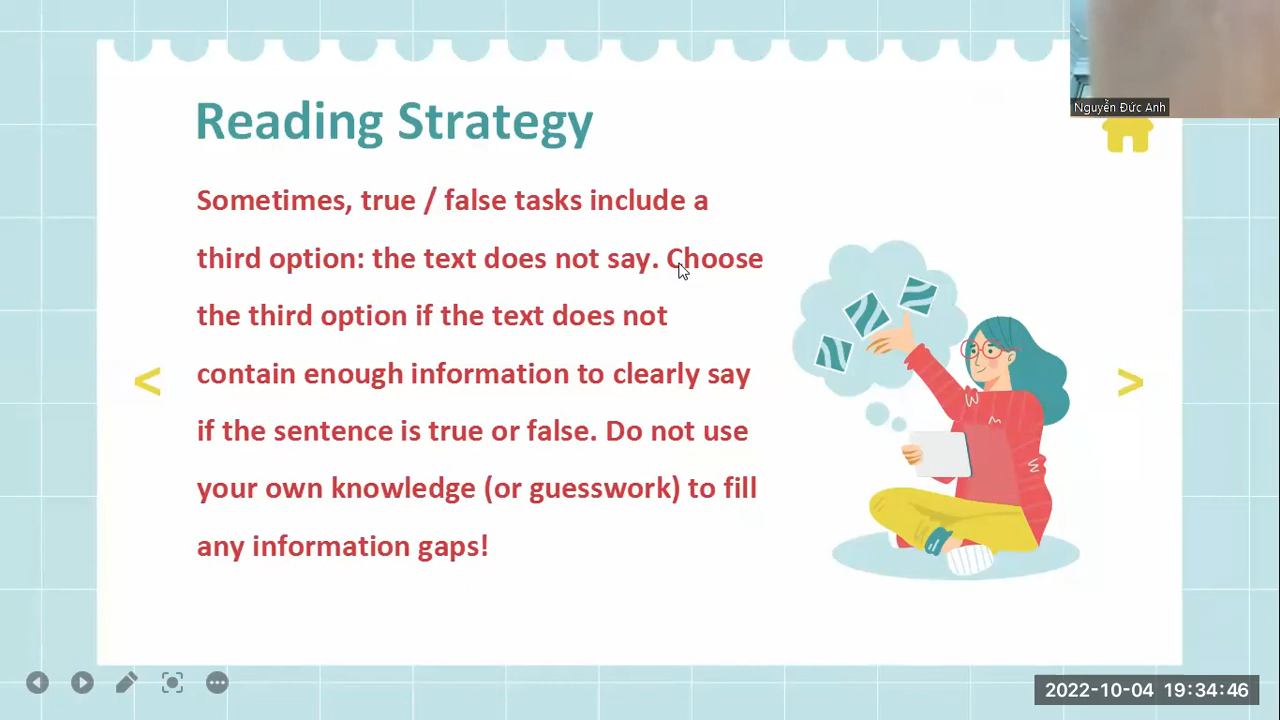 Nguyễn Đức Anh
Reading Strategy
Sometimes, true / false tasks include a
third option: the text does not say. Choose
the third option if the text does not
contain enough information to clearly say
if the sentence is true or false. Do not use
your own knowledge (or guesswork) to fill
any information gaps!
<
>
2022-10-04 19:34:46